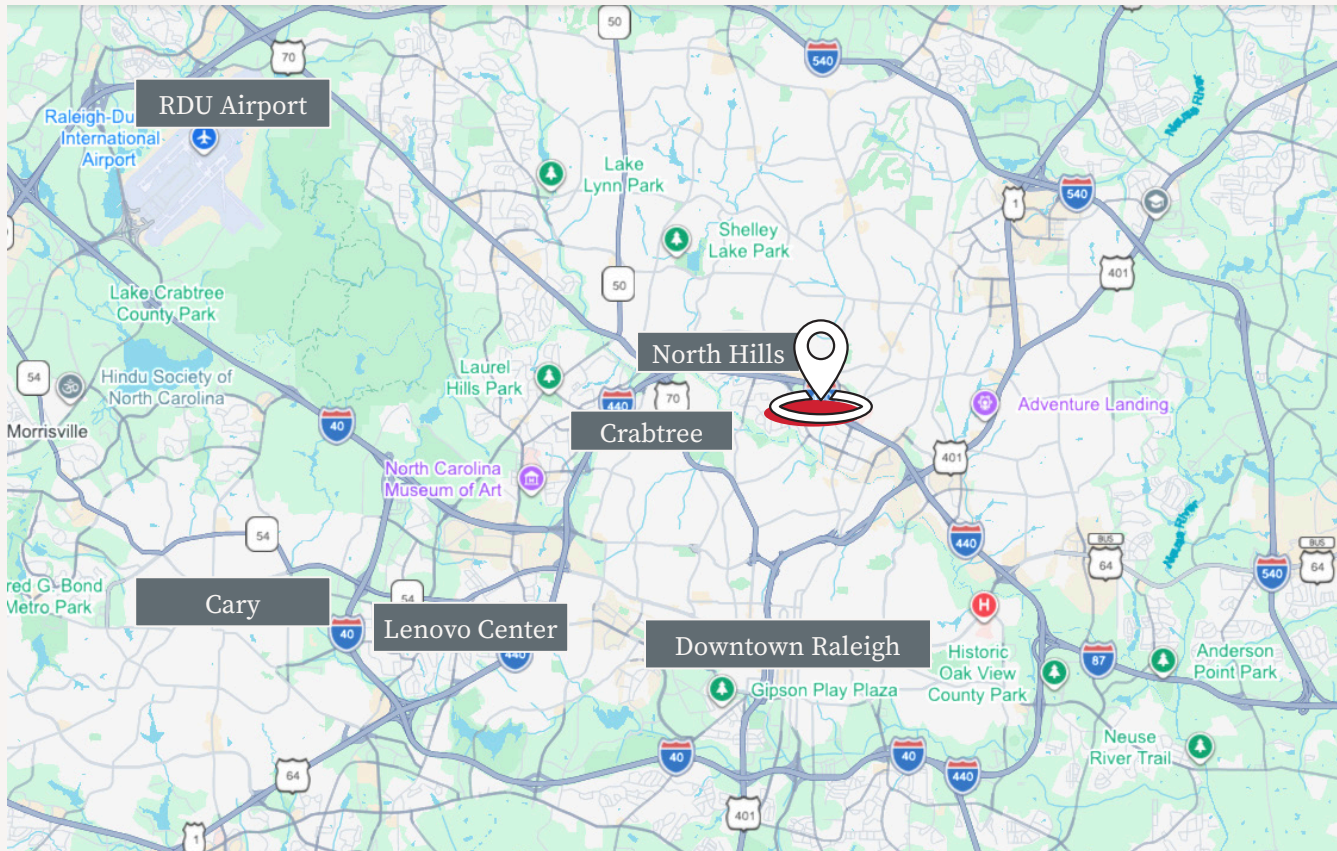 50
540
70
RDU Airport
Raleigh-Du
International
Airport
Neuse River
Lake
Lynn Park
540
1
Shelley
Lake Park
401
50
Lake Crabtree
County Park
North Hills
54
Hindu Society of
North Carolina
Laurel
Hills Park
440
70
Adventure Landing
40
Morrisville
Crabtree
401
North Carolina
Museum of Art
54
440
BUS
64
Neuse River
540
BUS
64
red G. Bond
Metro Park
Cary
54
40
Lenovo Center
440
Downtown Raleigh
H
Historic
Oak View
County Park
87
Anderson
Point Park
Gipson Play Plaza
Neuse
River Trail
40
40
440
64
401
1